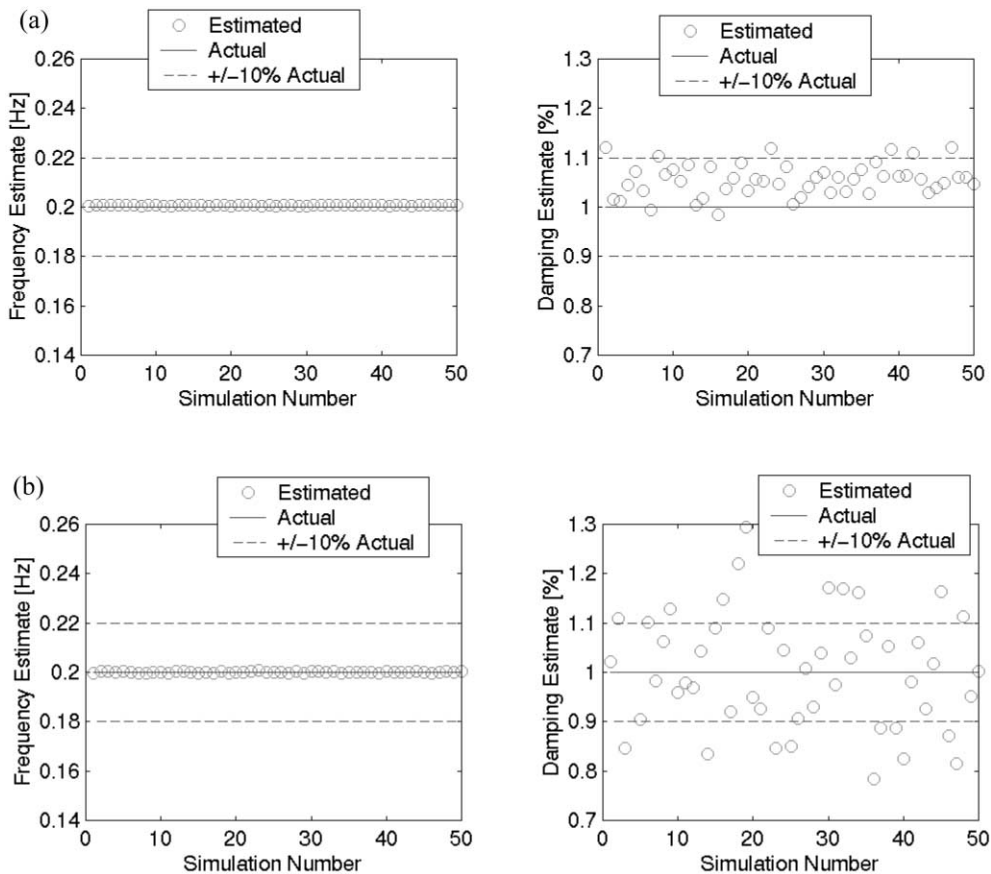 (a)
Estimated
Actual
+/−10% Actual
Frequency Estimate [Hz]
0.26
0.24
0.22
0.2
0.18
0.16
0.14
0 10 20 30 40 50
Simulation Number
Estimated
Actual
+/−10% Actual
Damping Estimate [%]
1.3
1.2
1.1
1
0.9
0.8
0.7
0 10 20 30 40 50
Simulation Number
(b)
Estimated
Actual
+/−10% Actual
Frequency Estimate [Hz]
0.26
0.24
0.22
0.2
0.18
0.16
0.14
0 10 20 30 40 50
Simulation Number
Estimated
Actual
+/−10% Actual
Damping Estimate [%]
1.3
1.2
1.1
1
0.9
0.8
0.7
0 10 20 30 40 50
Simulation Number